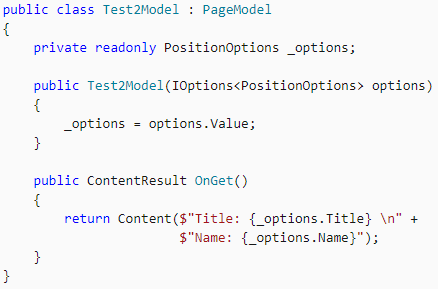 public class Test2Model : PageModel
{
    private readonly PositionOptions _options;

    public Test2Model(IOptions<PositionOptions> options)
    {
        _options = options.Value;
    }

    public ContentResult OnGet()
    {
        return Content($"Title: {_options.Title} \n" +
                       $"Name: {_options.Name}");
    }
}